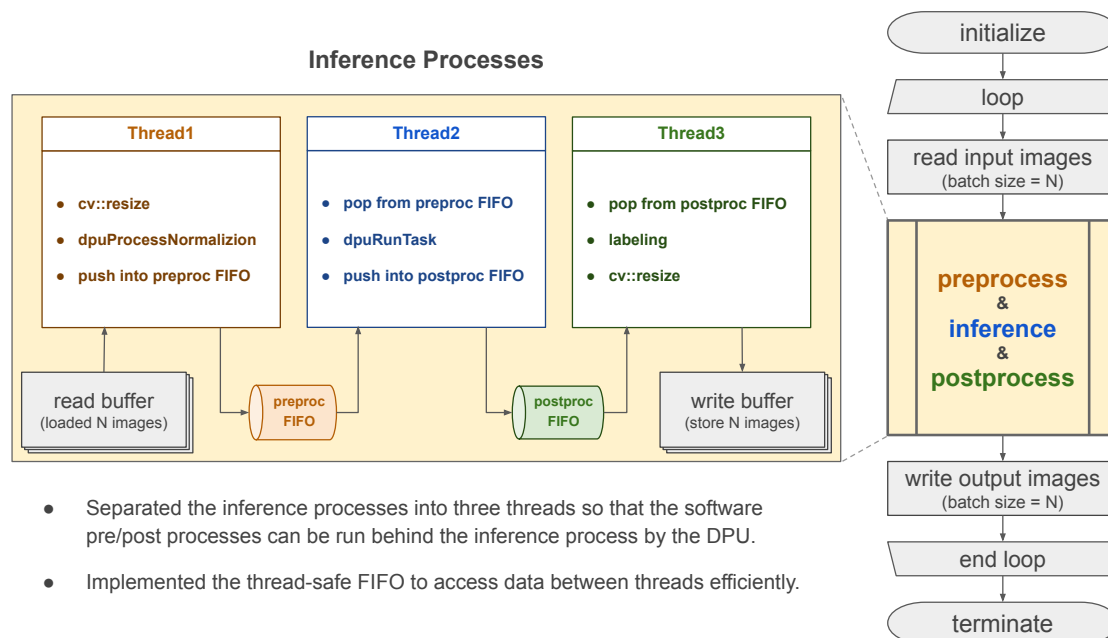 Inference Processes
Thread1
● cv::resize
● dpuProcessNormalizion
● push into preproc FIFO
Thread2
● pop from preproc FIFO
● dpuRunTask
● push into postproc FIFO
Thread3
● pop from postproc FIFO
● labeling
● cv::resize
read buffer
(loaded N images)
preproc
FIFO
postproc
FIFO
write buffer
(store N images)
● Separated the inference processes into three threads so that the software
pre/post processes can be run behind the inference process by the DPU.
● Implemented the thread-safe FIFO to access data between threads efficiently.
initialize
loop
read input images
(batch size = N)
preprocess
&
inference
&
postprocess
write output images
(batch size = N)
end loop
terminate